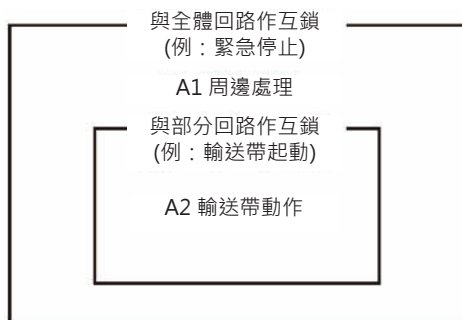 與全體回路作互鎖
(例：緊急停止)
A1 周邊處理
與部分回路作互鎖
(例：輸送帶起動)
A2 輸送帶動作